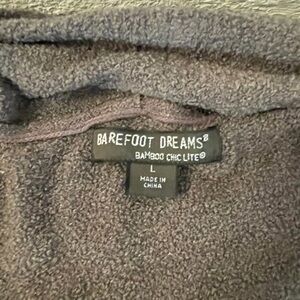 BAREFOOT DREAMS®
BAMBOO CHIC LITE®
L
MADE IN
CHINA